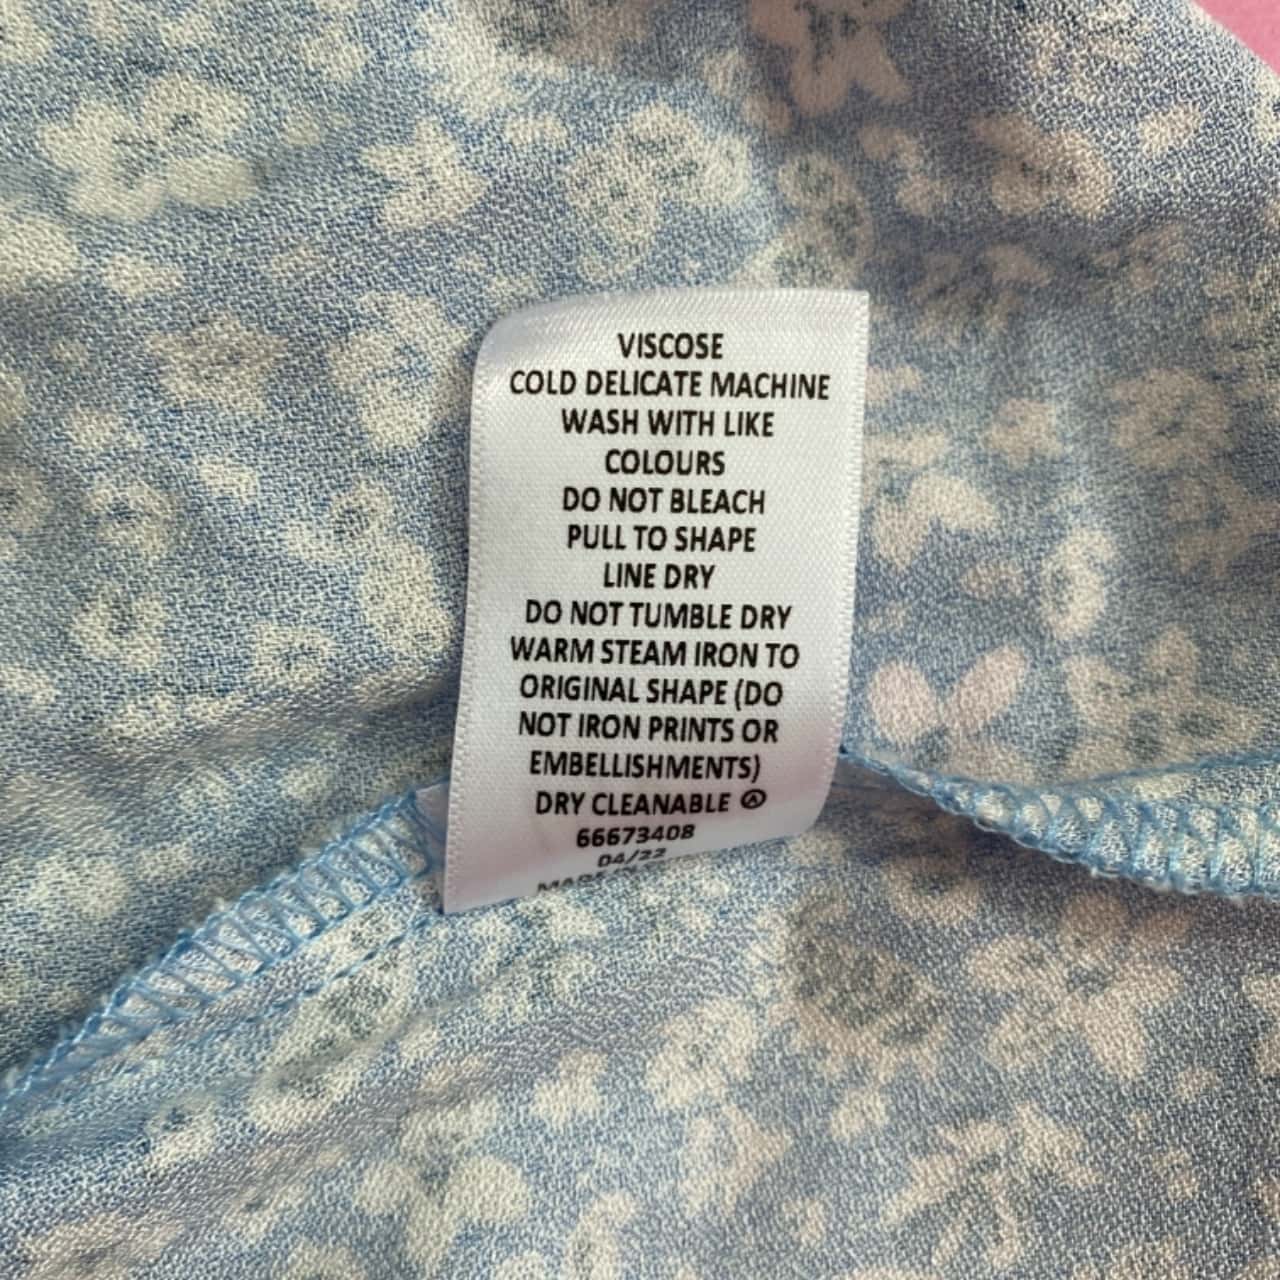 VISCOSE
COLD DELICATE MACHINE
WASH WITH LIKE
COLOURS
DO NOT BLEACH
PULL TO SHAPE
LINE DRY
DO NOT TUMBLE DRY
WARM STEAM IRON TO
ORIGINAL SHAPE (DO
NOT IRON PRINTS OR
EMBELLISHMENTS)
DRY CLEANABLE Ⓐ
66673408
04/22
MADE